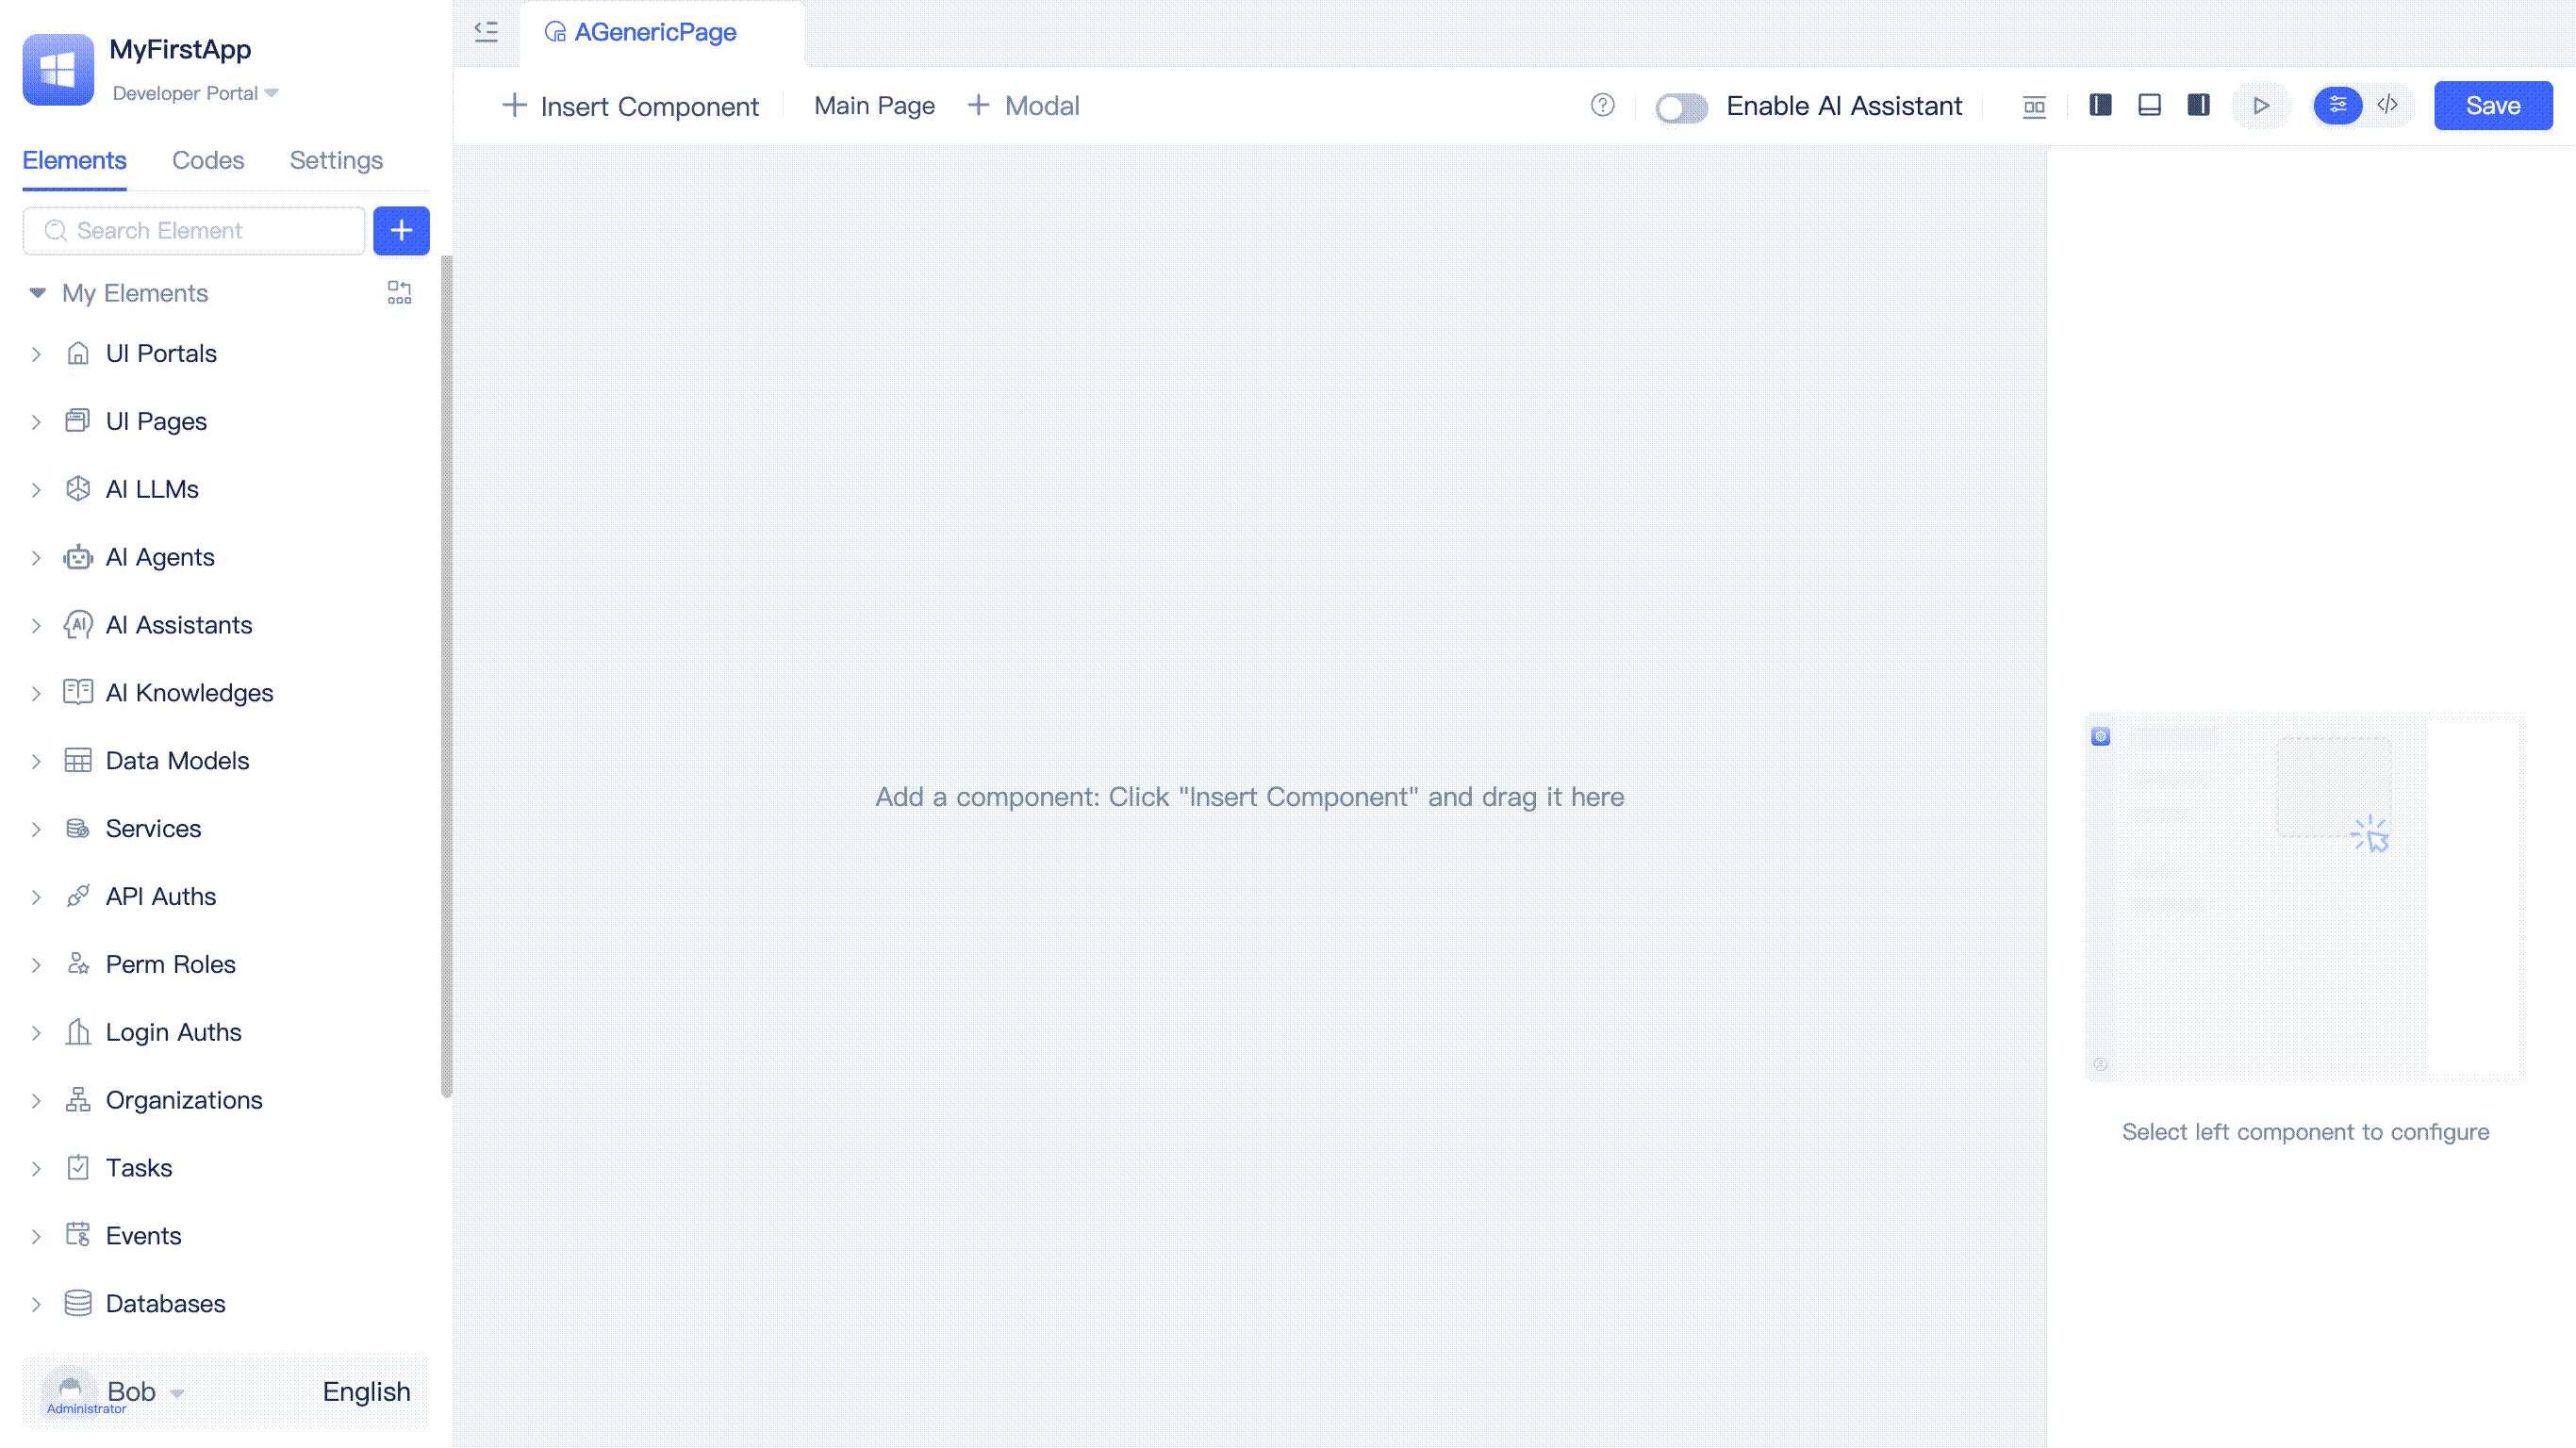 MyFirstApp
Developer Portal
Elements Codes Settings
Search Element
My Elements
UI Portals
UI Pages
AI LLMs
AI Agents
AI Assistants
AI Knowledges
Data Models
Services
API Auths
Perm Roles
Login Auths
Organizations
Tasks
Events
Databases
Bob
Administrator
English
AGenericPage
Insert Component Main Page Modal
Enable AI Assistant
Save
Add a component: Click "Insert Component" and drag it here
Select left component to configure